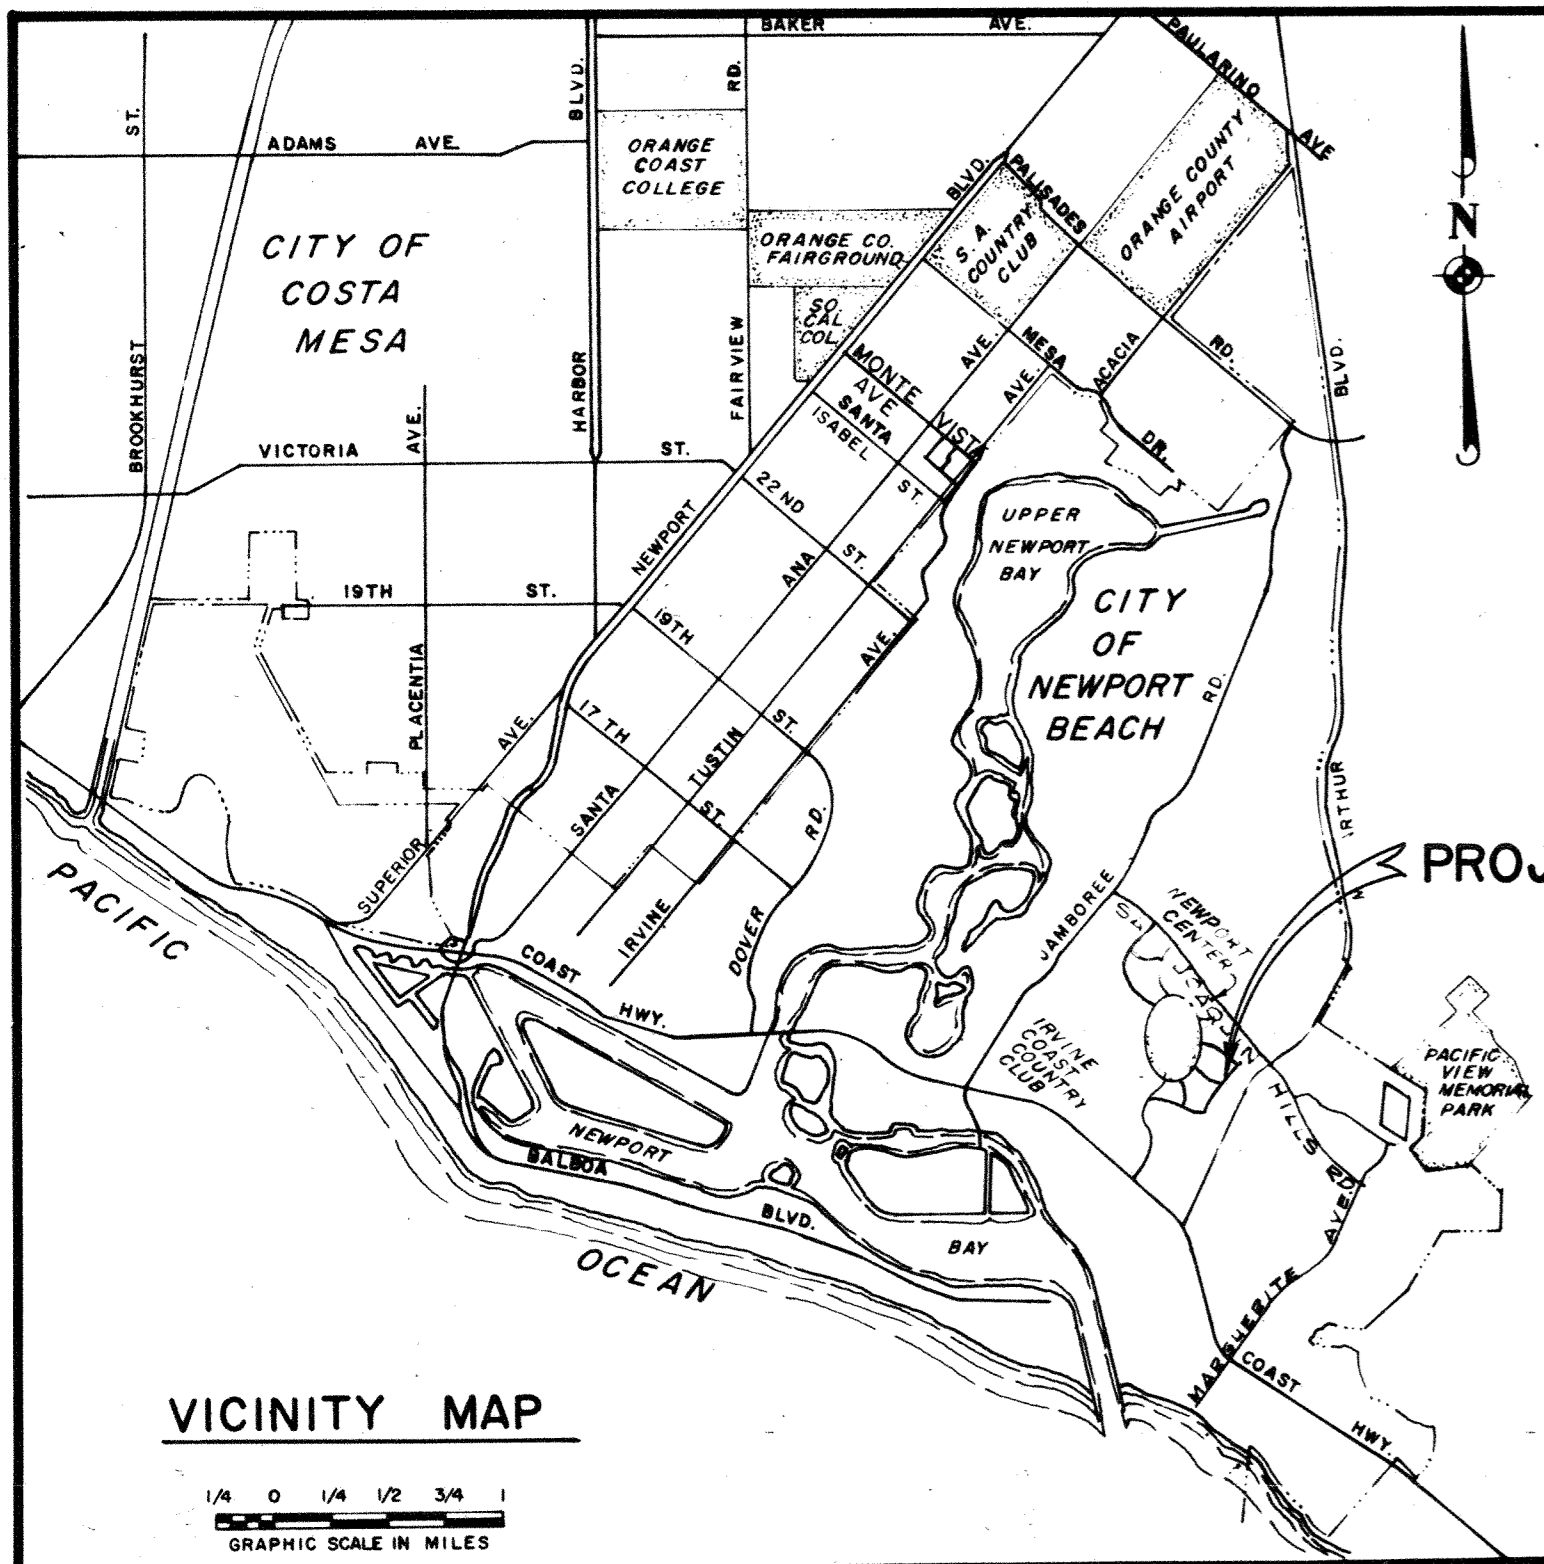 BAKER AVE.
PAULARINO AVE
ST.
BLVD.
RD.
ADAMS AVE.
ORANGE
COAST
COLLEGE
BLVD.
PALISADES
ORANGE COUNTY
AIRPORT
N
CITY OF
COSTA
MESA
ORANGE CO.
FAIRGROUND
S. A.
COUNTRY
CLUB
SO
CAL
COL.
BROOKHURST
HARBOR
FAIRVIEW
MONTE VISTA
AVE
SANTA
ISABEL ST.
AVE.
MESA
AVE.
ACACIA
RD.
BLVD.
DR.
AVE.
VICTORIA ST.
22ND ST.
NEWPORT
ANA
UPPER
NEWPORT
BAY
19TH ST.
CITY
OF
NEWPORT
BEACH
19TH ST.
AVE.
PLACENTIA
AVE.
17TH ST.
TUSTIN
RD.
SANTA
RD.
SUPERIOR
IRTHUR
M
PROJ
PACIFIC
IRVINE
DOVER
JAMBOREE
NEWPORT
CENTER
COAST HWY.
IRVINE
COAST
COUNTRY
CLUB
HILLS RD.
PACIFIC
VIEW
MEMORIAL
PARK
NEWPORT
BALBOA BLVD.
BAY
OCEAN
MARGUERITE AVE.
COAST HWY.
VICINITY MAP
1/4 0 1/4 1/2 3/4 1
GRAPHIC SCALE IN MILES